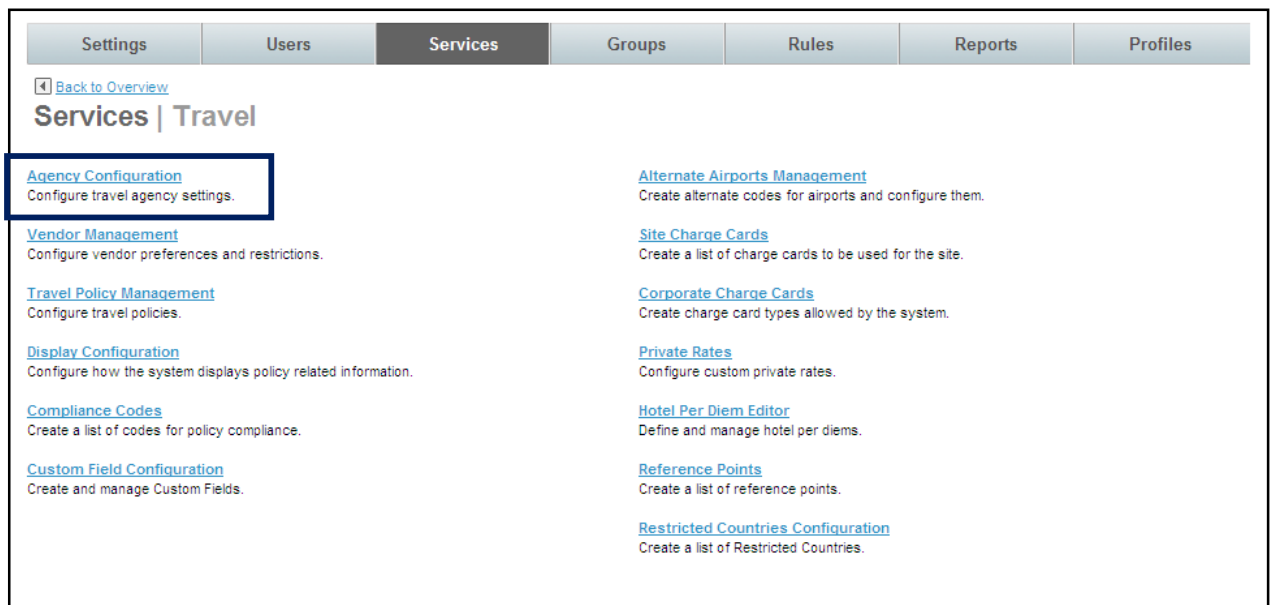 Settings Users Services Groups Rules Reports Profiles
Back to Overview
Services | Travel
Agency Configuration
Configure travel agency settings.
Vendor Management
Configure vendor preferences and restrictions.
Travel Policy Management
Configure travel policies.
Display Configuration
Configure how the system displays policy related information.
Compliance Codes
Create a list of codes for policy compliance.
Custom Field Configuration
Create and manage Custom Fields.
Alternate Airports Management
Create alternate codes for airports and configure them.
Site Charge Cards
Create a list of charge cards to be used for the site.
Corporate Charge Cards
Create charge card types allowed by the system.
Private Rates
Configure custom private rates.
Hotel Per Diem Editor
Define and manage hotel per diems.
Reference Points
Create a list of reference points.
Restricted Countries Configuration
Create a list of Restricted Countries.